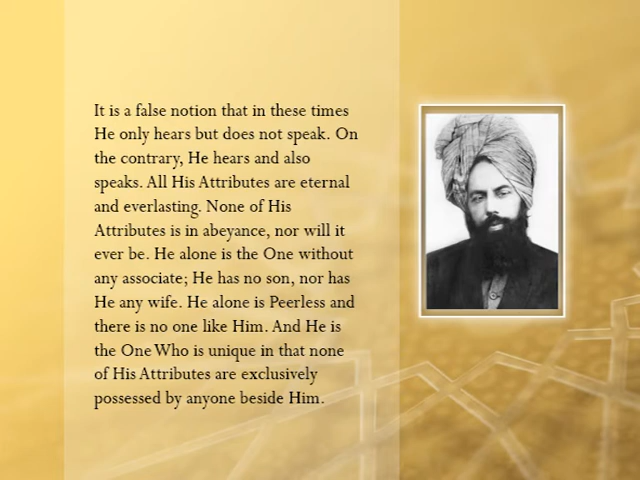 It is a false notion that in these times
He only hears but does not speak. On
the contrary, He hears and also
speaks. All His Attributes are eternal
and everlasting. None of His
Attributes is in abeyance, nor will it
ever be. He alone is the One without
any associate; He has no son, nor has
He any wife. He alone is Peerless and
there is no one like Him. And He is
the One Who is unique in that none
of His Attributes are exclusively
possessed by anyone beside Him.